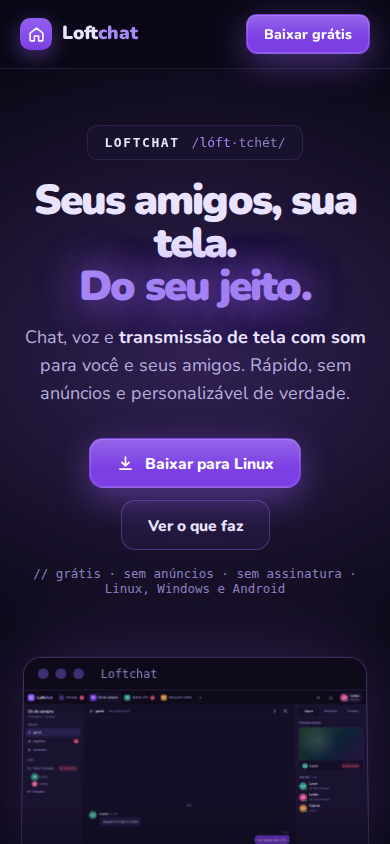 Loftchat
Baixar grátis
LOFTCHAT /lóft·tchét/
Seus amigos, sua
tela.
Do seu jeito.
Chat, voz e transmissão de tela com som
para você e seus amigos. Rápido, sem
anúncios e personalizável de verdade.
Baixar para Linux
Ver o que faz
// grátis · sem anúncios · sem assinatura ·
Linux, Windows e Android
Loftchat
Loftchat
geral